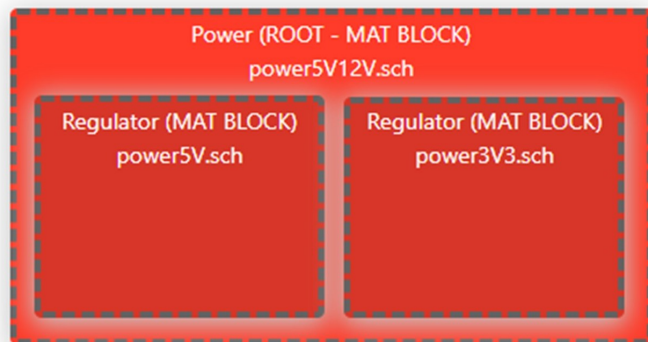 Power (ROOT - MAT BLOCK)
power5V12V.sch
Regulator (MAT BLOCK)
power5V.sch
Regulator (MAT BLOCK)
power3V3.sch